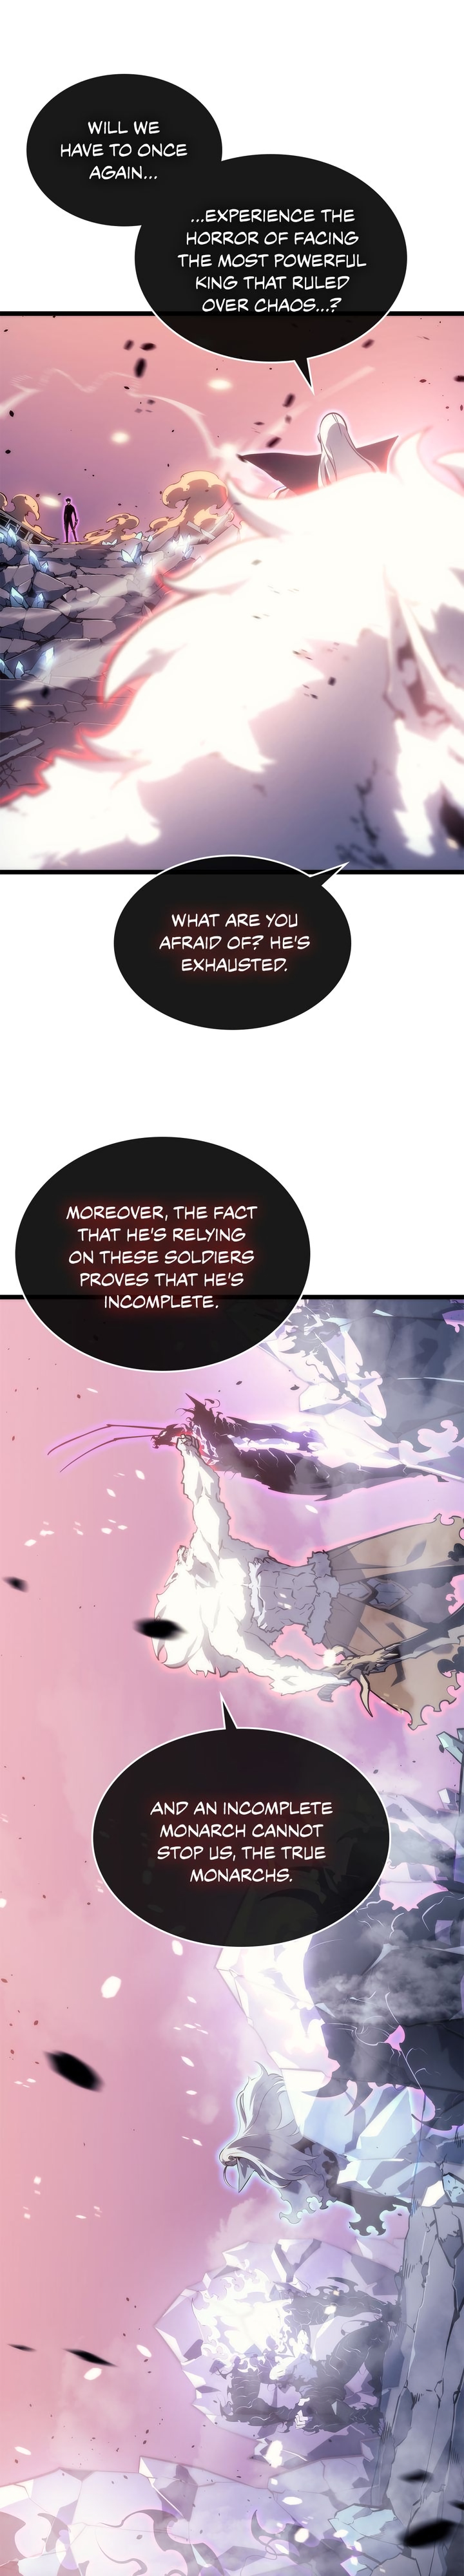 WILL WE
HAVE TO ONCE
AGAIN...
...EXPERIENCE THE
HORROR OF FACING
THE MOST POWERFUL
KING THAT RULED
OVER CHAOS...?
WHAT ARE YOU
AFRAID OF? HE'S
EXHAUSTED.
MOREOVER, THE FACT
THAT HE'S RELYING
ON THESE SOLDIERS
PROVES THAT HE'S
INCOMPLETE.
AND AN INCOMPLETE
MONARCH CANNOT
STOP US, THE TRUE
MONARCHS.